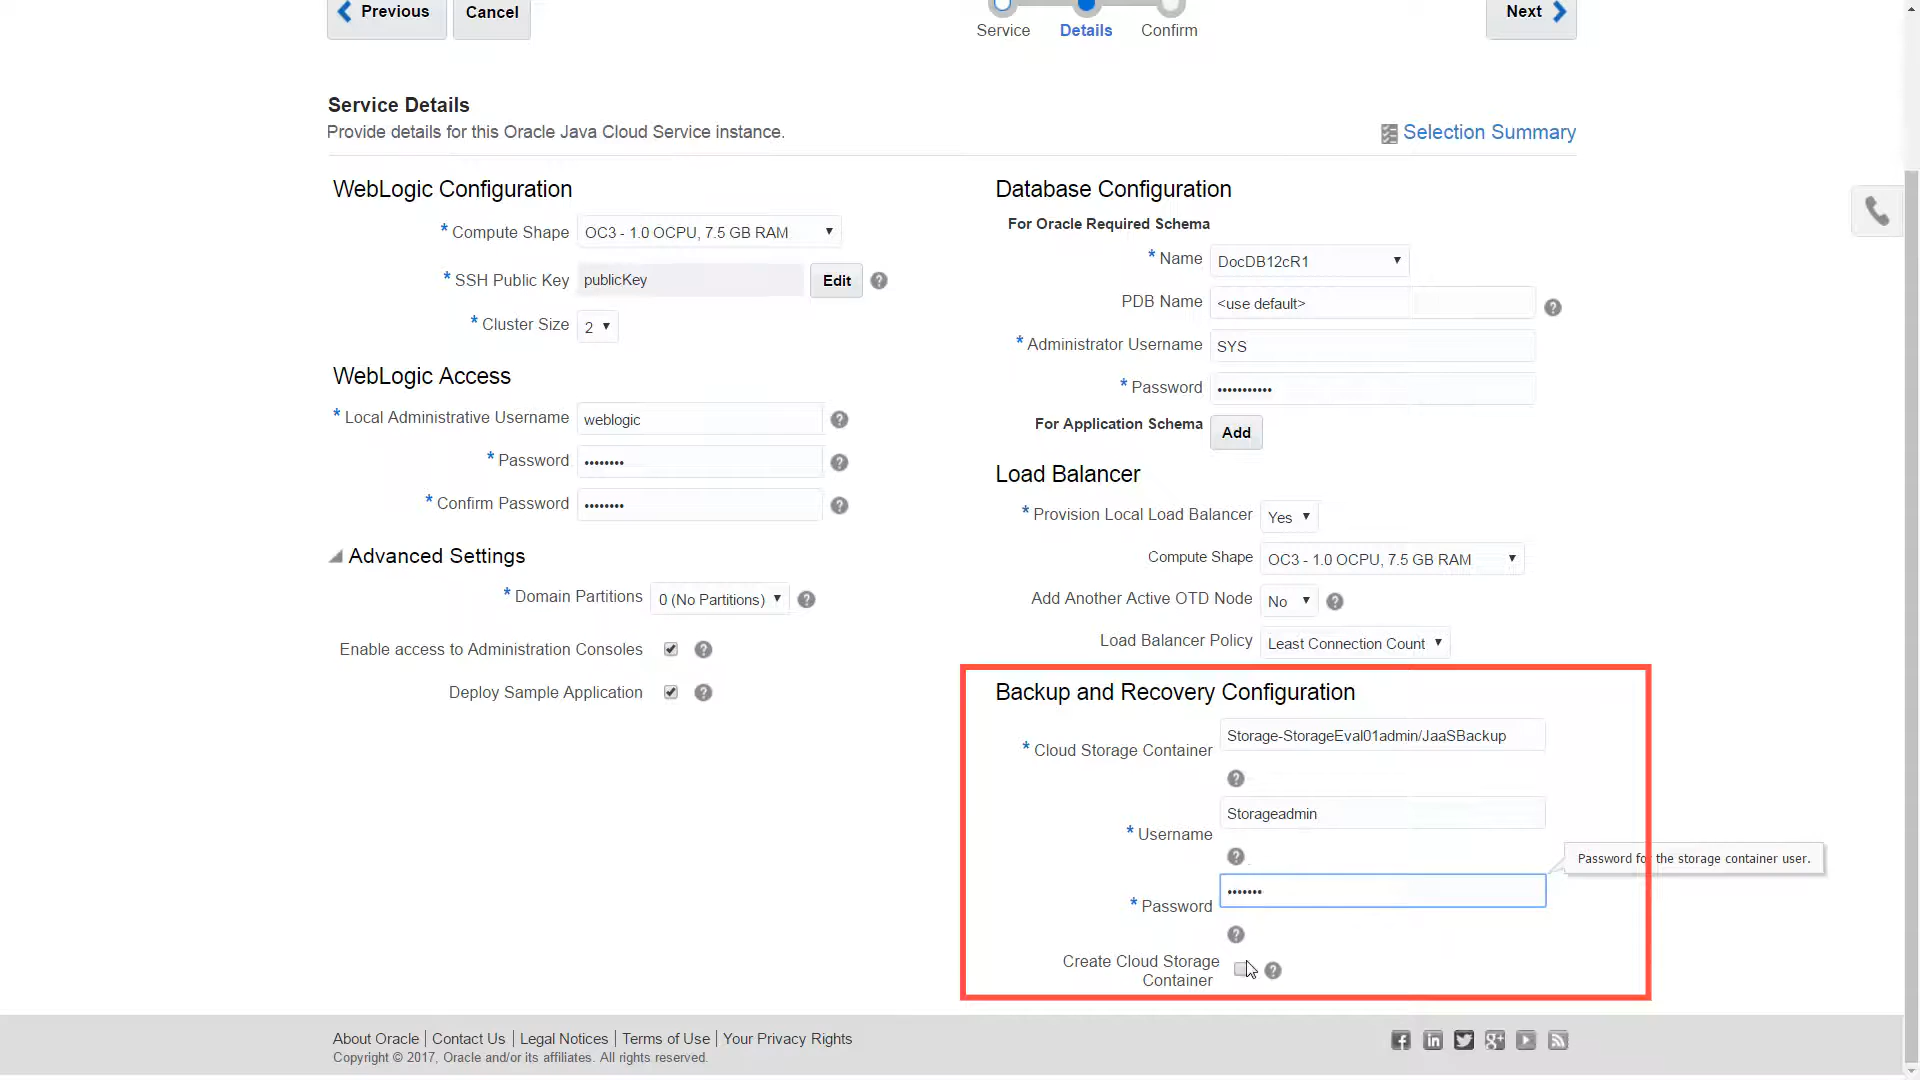 Previous
Cancel
Service
Details
Confirm
Next
Service Details
Provide details for this Oracle Java Cloud Service instance.
Selection Summary
WebLogic Configuration
* Compute Shape OC3 - 1.0 OCPU, 7.5 GB RAM
* SSH Public Key publicKey Edit
* Cluster Size 2
WebLogic Access
* Local Administrative Username weblogic
* Password ••••••••
* Confirm Password ••••••••
Advanced Settings
* Domain Partitions 0 (No Partitions)
Enable access to Administration Consoles
Deploy Sample Application
Database Configuration
For Oracle Required Schema
* Name DocDB12cR1
PDB Name <use default>
* Administrator Username SYS
* Password •••••••••••
For Application Schema Add
Load Balancer
* Provision Local Load Balancer Yes
Compute Shape OC3 - 1.0 OCPU, 7.5 GB RAM
Add Another Active OTD Node No
Load Balancer Policy Least Connection Count
Backup and Recovery Configuration
* Cloud Storage Container Storage-StorageEval01admin/JaaSBackup
* Username Storageadmin
* Password •••••••
Password for the storage container user.
Create Cloud Storage
Container
About Oracle | Contact Us | Legal Notices | Terms of Use | Your Privacy Rights
Copyright © 2017, Oracle and/or its affiliates. All rights reserved.